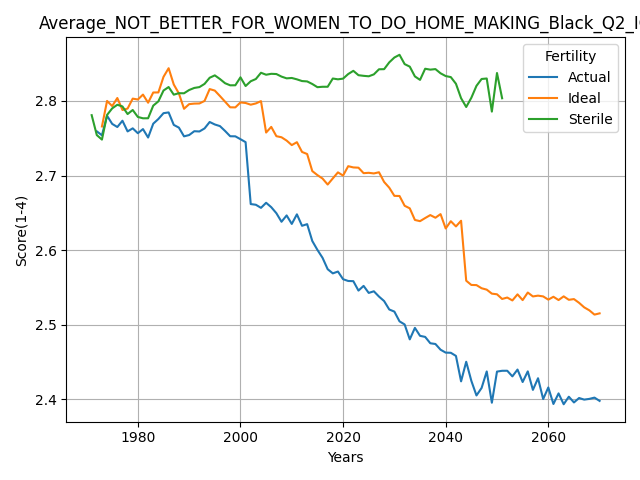 Average_NOT_BETTER_FOR_WOMEN_TO_DO_HOME_MAKING_Black_Q2_I
Fertility
Actual
Ideal
Sterile
Score(1-4)
2.8
2.7
2.6
2.5
2.4
1980 2000 2020 2040 2060
Years